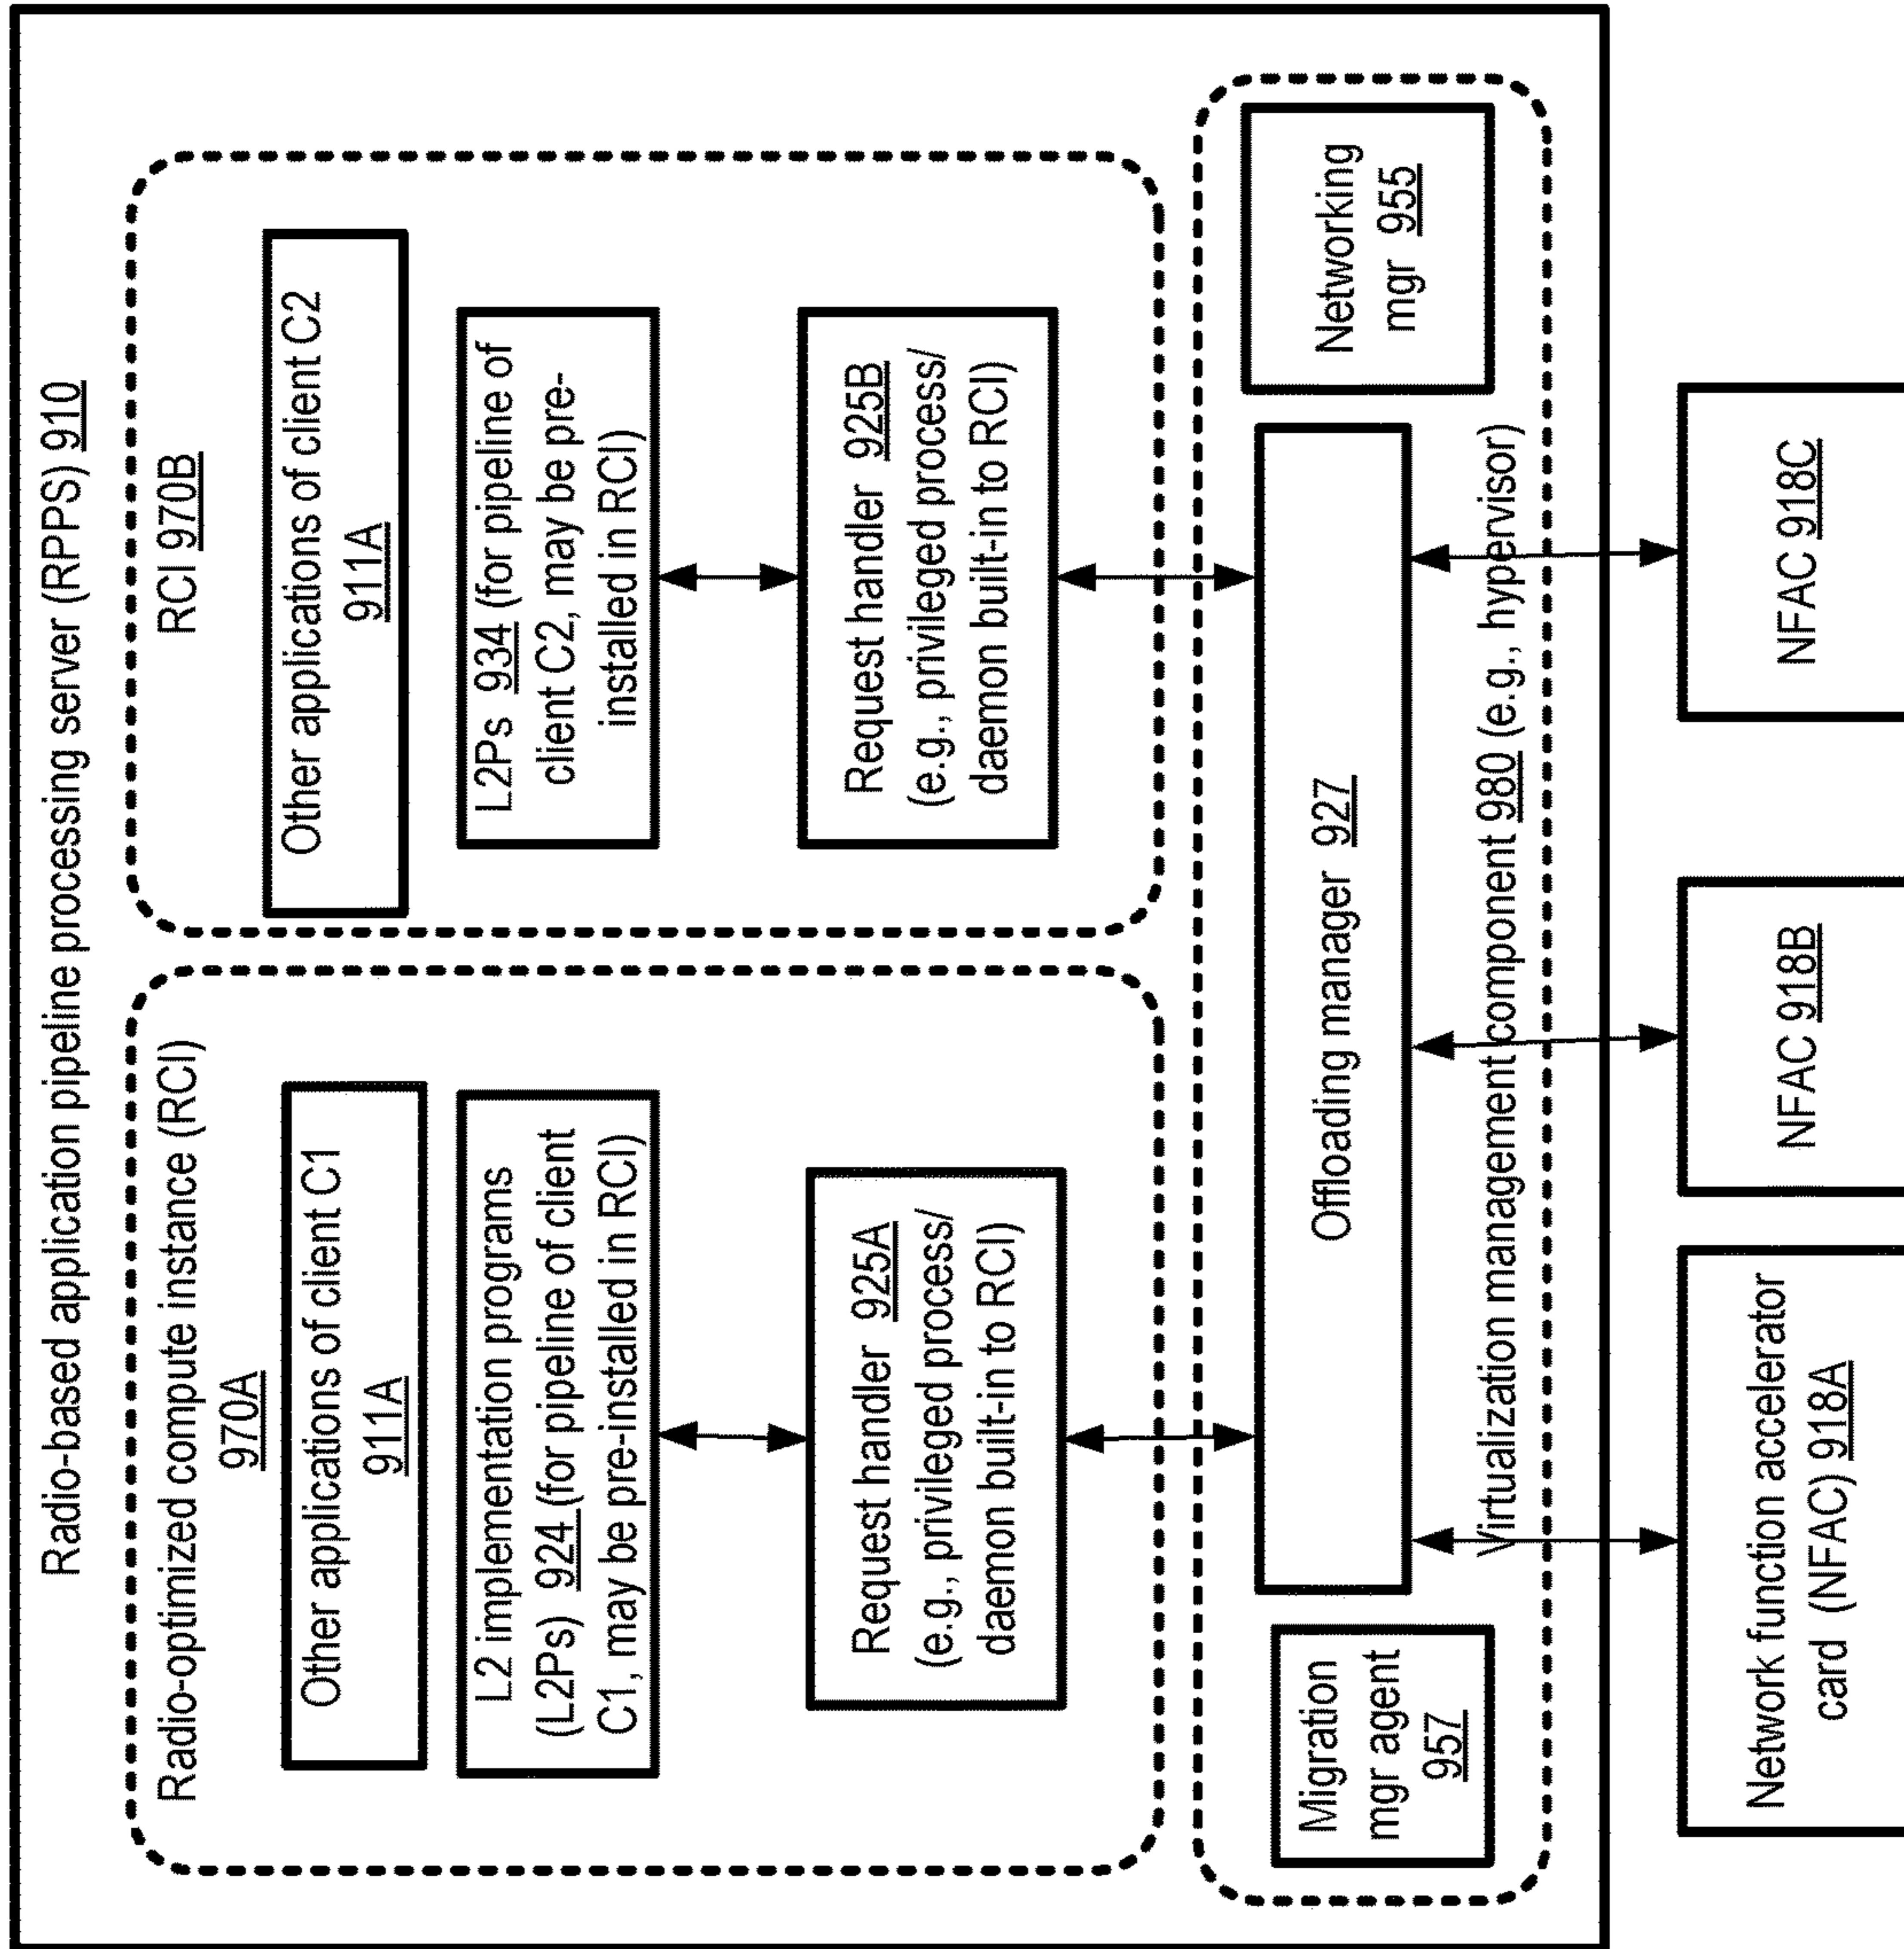 Radio-based application pipeline processing server (RPPS) 910
Radio-optimized compute instance (RCI)
970A
Other applications of client C1
911A
L2 implementation programs
(L2Ps) 924 (for pipeline of client
C1, may be pre-installed in RCI)
Request handler 925A
(e.g., privileged process/
daemon built-in to RCI)
RCI 970B
Other applications of client C2
911A
L2Ps 934 (for pipeline of
client C2, may be pre-
installed in RCI)
Request handler 925B
(e.g., privileged process/
daemon built-in to RCI)
Migration
mgr agent
957
Offloading manager 927
Networking
mgr 955
Virtualization management component 980 (e.g., hypervisor)
Network function accelerator
card (NFAC) 918A
NFAC 918B
NFAC 918C